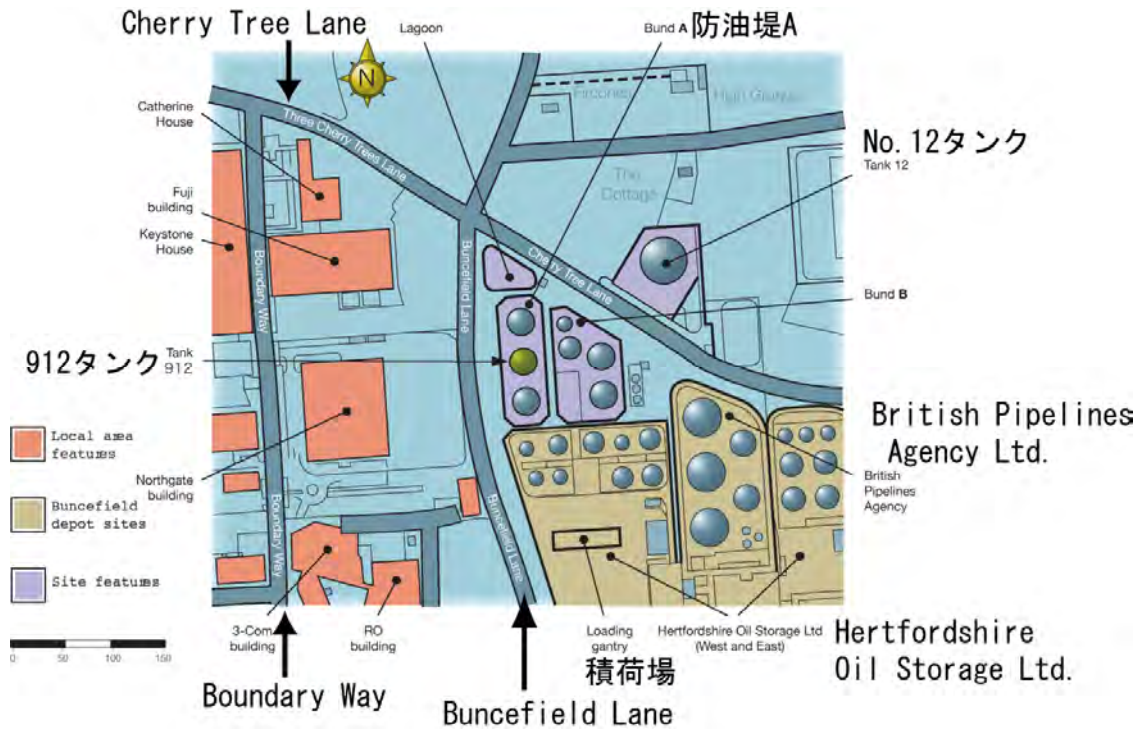 Cherry Tree Lane
Lagoon
Bund A 防油堤A
N
Catherine
House
Three Cherry Trees Lane
Firzones
High Grange
No.12タンク
Tank 12
The
Cottage
Fuji
building
Keystone
House
Boundary Way
Buncefield Lane
Cherry Tree Lane
Bund B
912タンク
Tank
912
Local area
features
British Pipelines
Agency Ltd.
Northgate
building
British
Pipelines
Agency
Buncefield
depot sites
Boundary Way
Buncefield Lane
Site features
3-Com
building
RO
building
Loading
gantry
積荷場
Hertfordshire Oil Storage Ltd
(West and East)
Hertfordshire
Oil Storage Ltd.
0 50 100 150
Boundary Way
Buncefield Lane